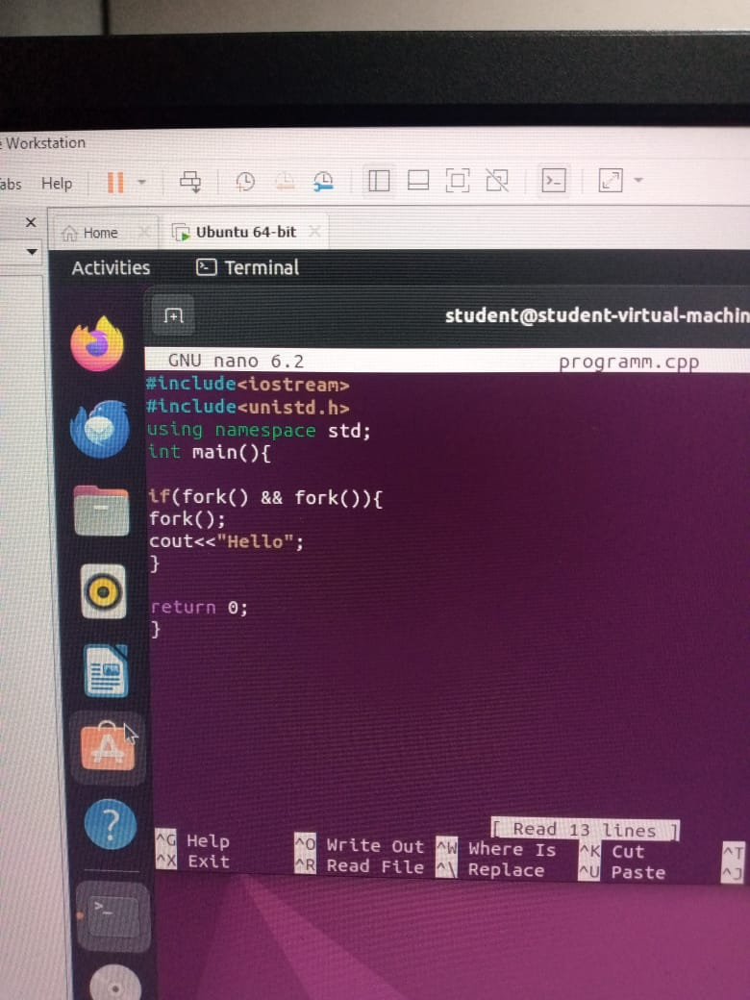 Workstation
abs Help
Home
Ubuntu 64-bit
Activities
Terminal
student@student-virtual-machin
GNU nano 6.2
programm.cpp
#include<iostream>
#include<unistd.h>
using namespace std;
int main(){
if(fork() && fork()){
fork();
cout<<"Hello";
}
return 0;
}
[ Read 13 lines ]
^G Help ^O Write Out ^W Where Is ^K Cut ^T
^X Exit ^R Read File ^\ Replace ^U Paste ^J